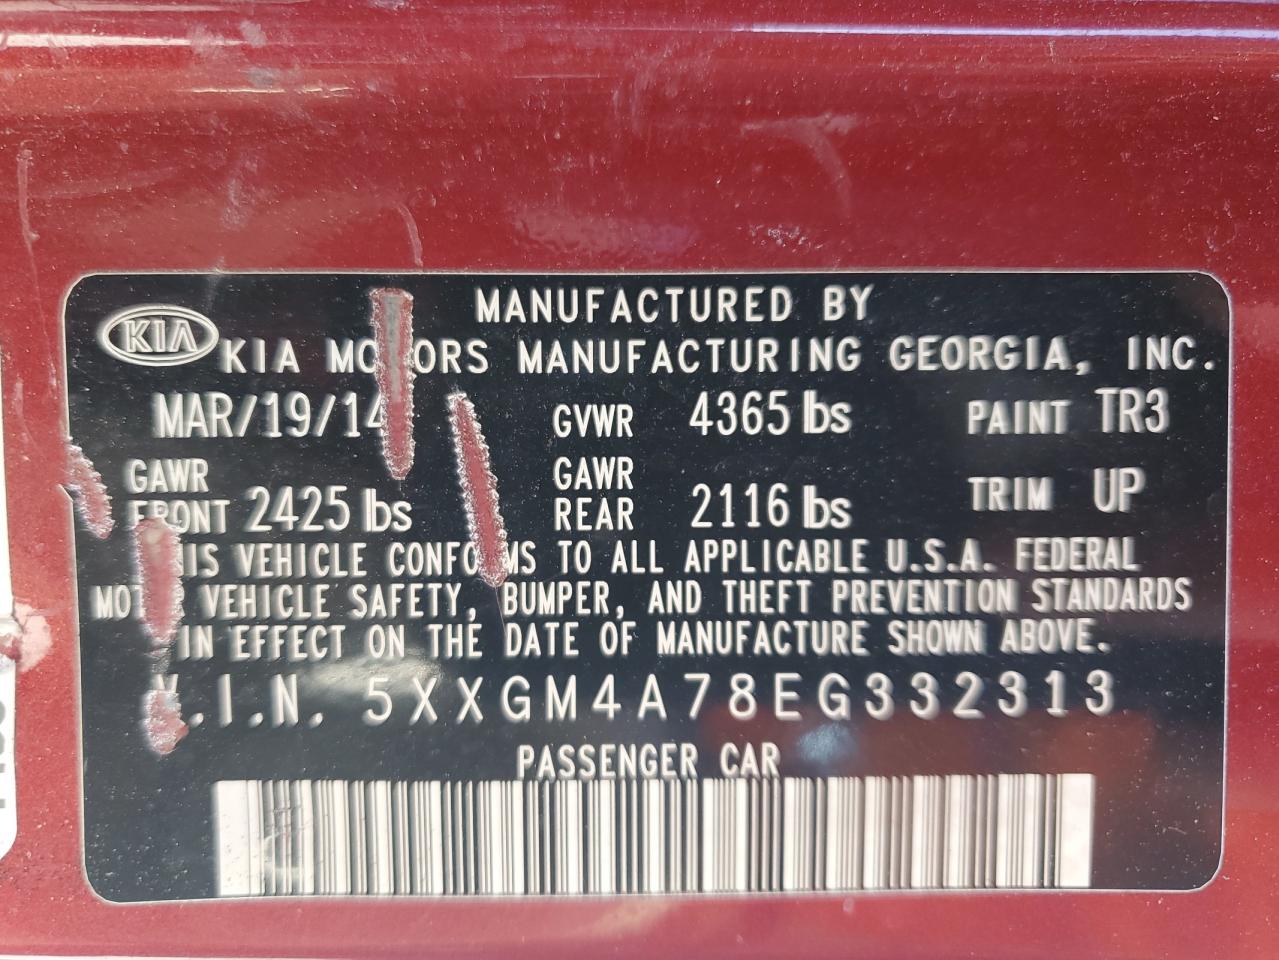 MANUFACTURED BY
KIA
KIA MOTORS MANUFACTURING GEORGIA, INC.
MAR/19/14 GVWR 4365 lbs PAINT TR3
GAWR FRONT 2425 lbs GAWR REAR 2116 lbs TRIM UP
THIS VEHICLE CONFORMS TO ALL APPLICABLE U.S.A. FEDERAL
MOTOR VEHICLE SAFETY, BUMPER, AND THEFT PREVENTION STANDARDS
IN EFFECT ON THE DATE OF MANUFACTURE SHOWN ABOVE.
V.I.N. 5XXGM4A78EG332313
PASSENGER CAR